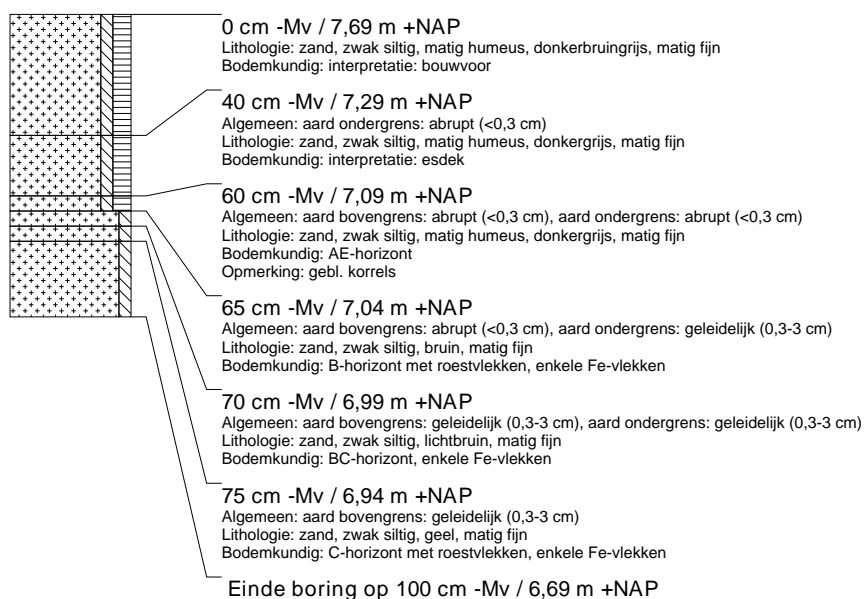 0 cm -Mv / 7,69 m +NAP
Lithologie: zand, zwak siltig, matig humeus, donkerbruingrijs, matig fijn
Bodemkundig: interpretatie: bouwvoor
40 cm -Mv / 7,29 m +NAP
Algemeen: aard ondergrens: abrupt (<0,3 cm)
Lithologie: zand, zwak siltig, matig humeus, donkergrijs, matig fijn
Bodemkundig: interpretatie: esdek
60 cm -Mv / 7,09 m +NAP
Algemeen: aard bovengrens: abrupt (<0,3 cm), aard ondergrens: abrupt (<0,3 cm)
Lithologie: zand, zwak siltig, matig humeus, donkergrijs, matig fijn
Bodemkundig: AE-horizont
Opmerking: gebl. korrels
65 cm -Mv / 7,04 m +NAP
Algemeen: aard bovengrens: abrupt (<0,3 cm), aard ondergrens: geleidelijk (0,3-3 cm)
Lithologie: zand, zwak siltig, bruin, matig fijn
Bodemkundig: B-horizont met roestvlekken, enkele Fe-vlekken
70 cm -Mv / 6,99 m +NAP
Algemeen: aard bovengrens: geleidelijk (0,3-3 cm), aard ondergrens: geleidelijk (0,3-3 cm)
Lithologie: zand, zwak siltig, lichtbruin, matig fijn
Bodemkundig: BC-horizont, enkele Fe-vlekken
75 cm -Mv / 6,94 m +NAP
Algemeen: aard bovengrens: geleidelijk (0,3-3 cm)
Lithologie: zand, zwak siltig, geel, matig fijn
Bodemkundig: C-horizont met roestvlekken, enkele Fe-vlekken
Einde boring op 100 cm -Mv / 6,69 m +NAP